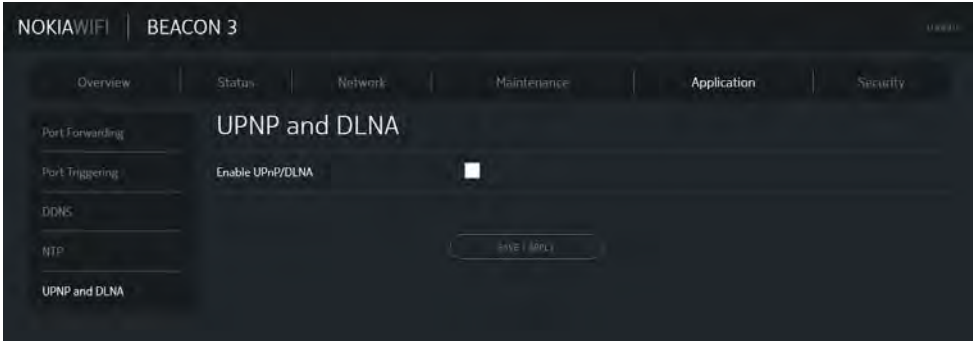 NOKIAWIFI | BEACON 3
Overview Status Network Maintenance Application Security
Port Forwarding
UPNP and DLNA
Port Triggering
Enable UPnP/DLNA
DDNS
NTP
SAVE / APPLY
UPNP and DLNA